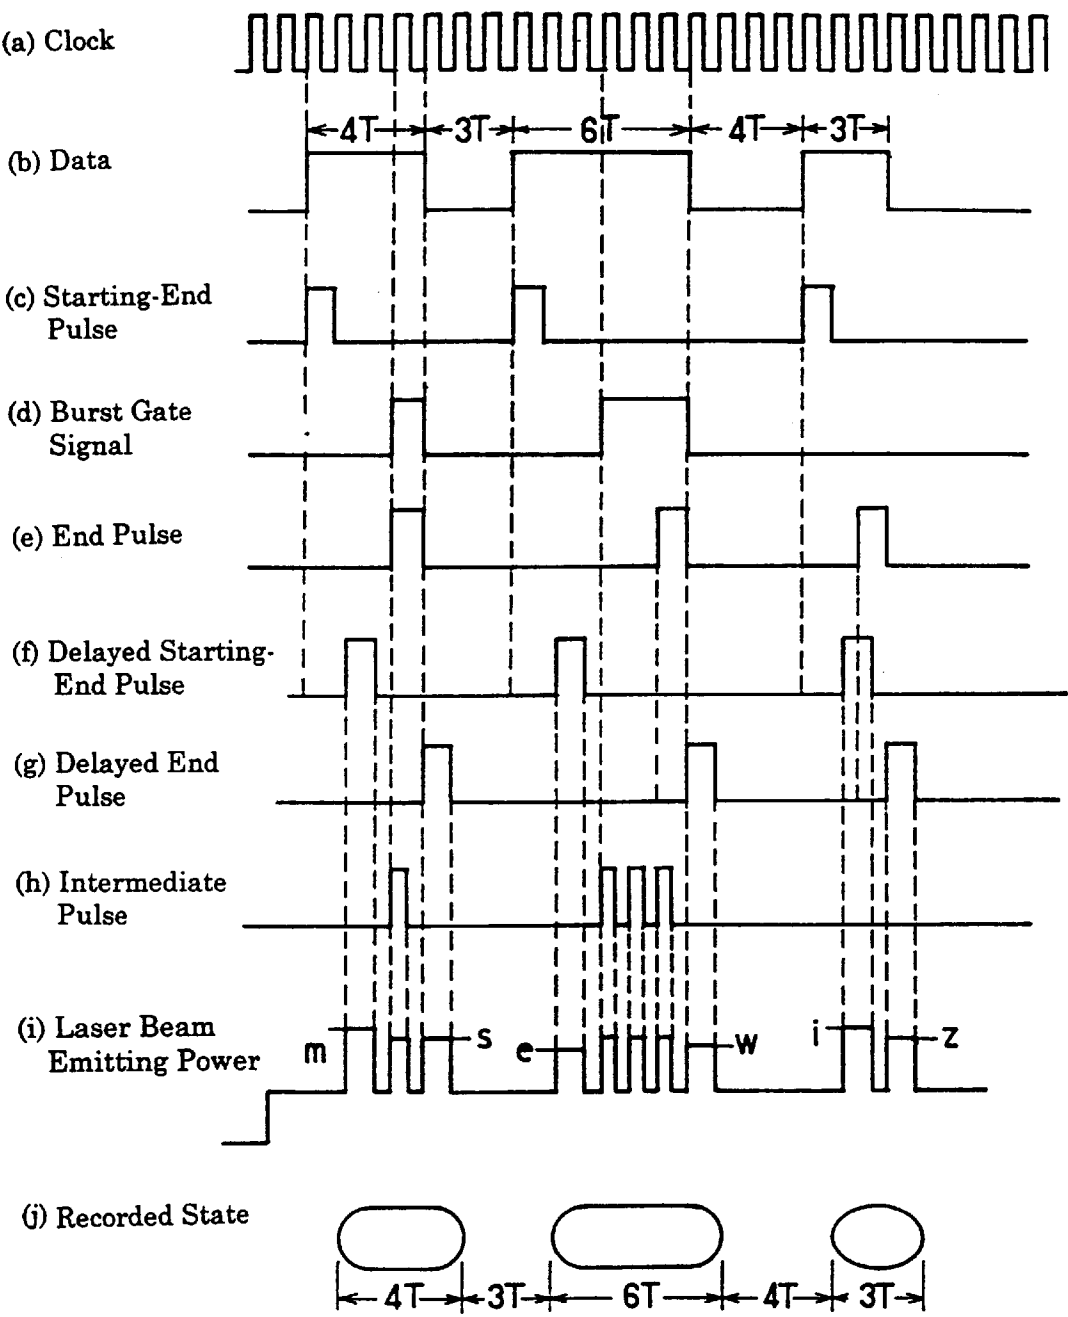 (a) Clock
4T 3T 6T 4T 3T
(b) Data
(c) Starting-End
Pulse
(d) Burst Gate
Signal
(e) End Pulse
(f) Delayed Starting-
End Pulse
(g) Delayed End
Pulse
(h) Intermediate
Pulse
(i) Laser Beam
Emitting Power
m s e w i z
(j) Recorded State
4T 3T 6T 4T 3T